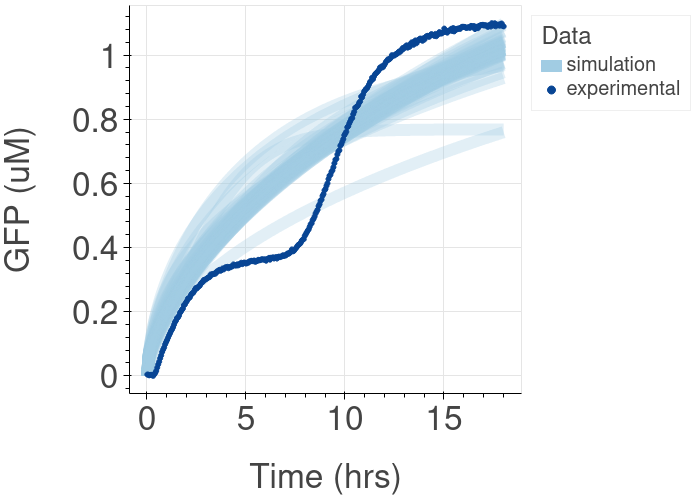 GFP (uM)
1
0.8
0.6
0.4
0.2
0
0 5 10 15
Time (hrs)
Data
simulation
experimental